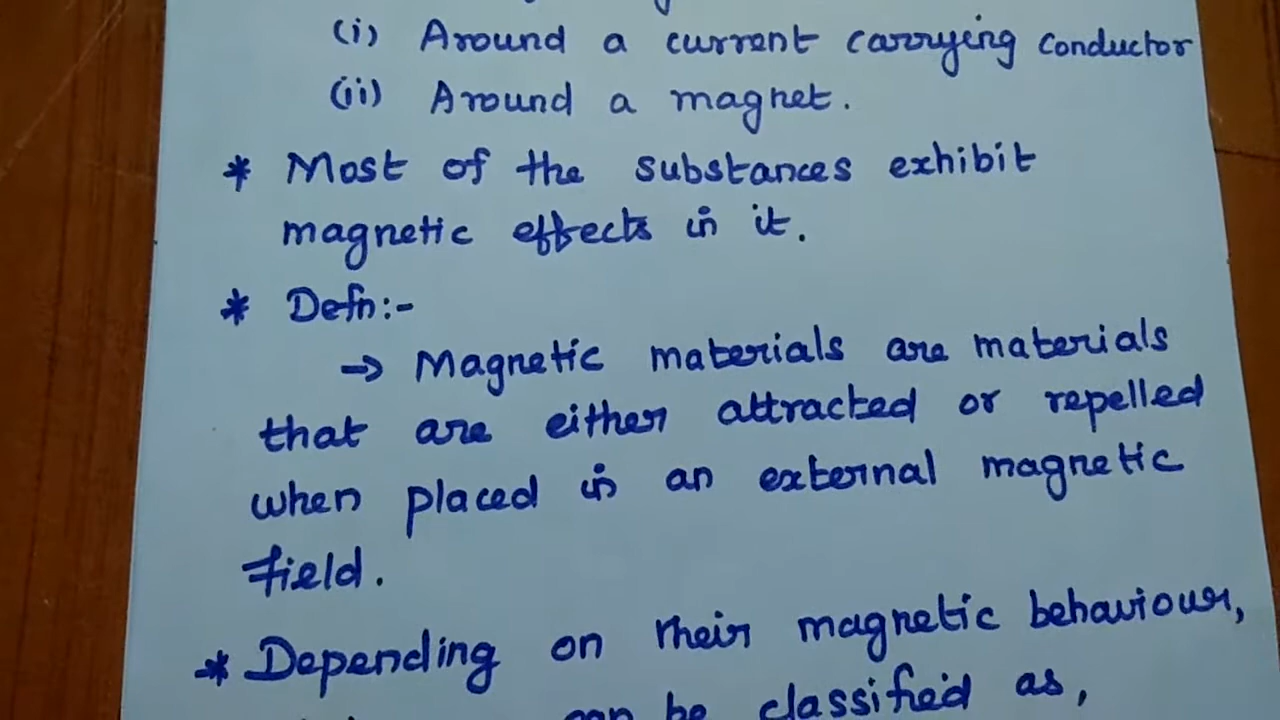 (i) Around a current carrying conductor
(ii) Around a magnet.
* Most of the substances exhibit
magnetic effects in it.
* Defn:-
→ Magnetic materials are materials
that are either attracted or repelled
when placed in an external magnetic
field.
* Depending on their magnetic behaviour,
can be classified as,